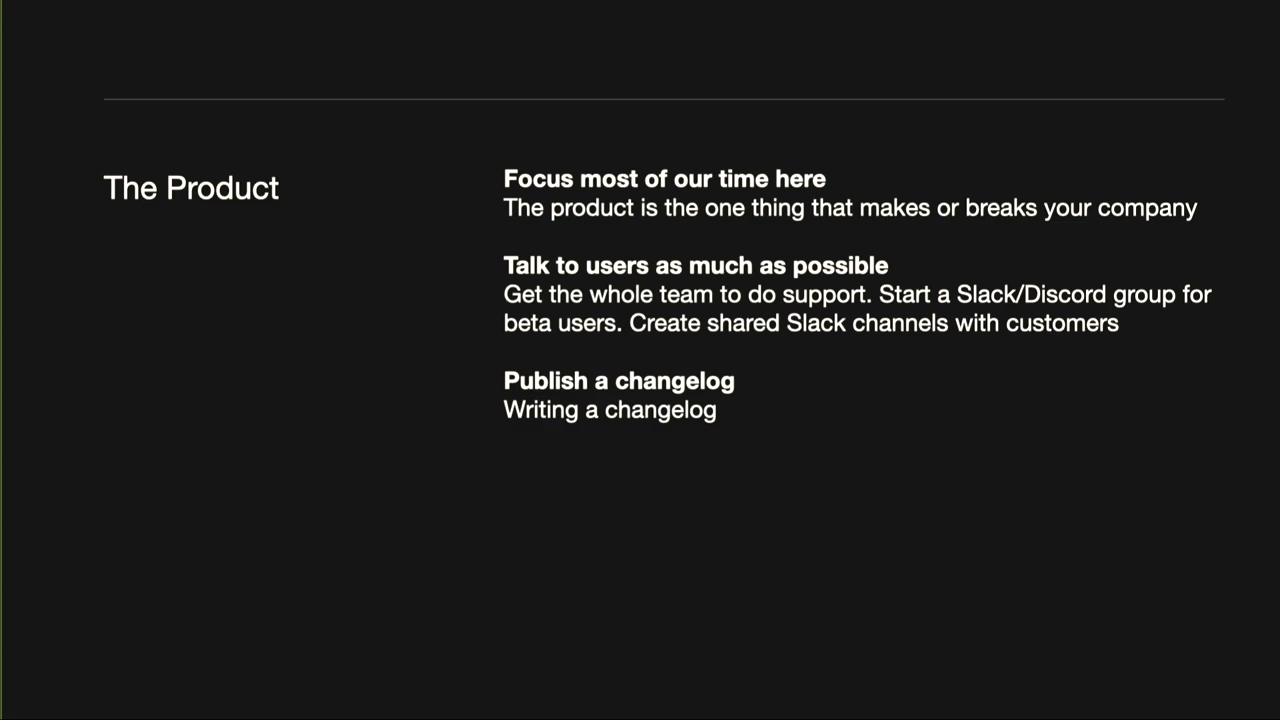 The Product
Focus most of our time here
The product is the one thing that makes or breaks your company
Talk to users as much as possible
Get the whole team to do support. Start a Slack/Discord group for
beta users. Create shared Slack channels with customers
Publish a changelog
Writing a changelog